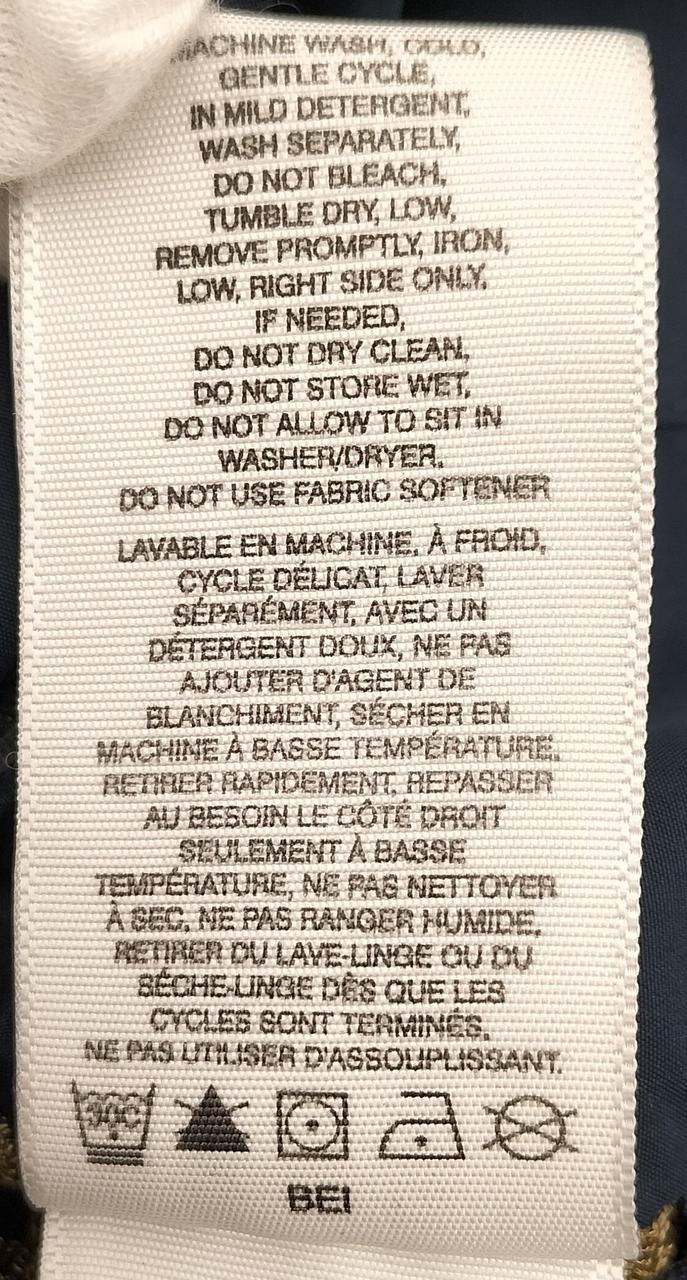 MACHINE WASH, COLD,
GENTLE CYCLE,
IN MILD DETERGENT,
WASH SEPARATELY,
DO NOT BLEACH,
TUMBLE DRY, LOW,
REMOVE PROMPTLY, IRON,
LOW, RIGHT SIDE ONLY,
IF NEEDED,
DO NOT DRY CLEAN,
DO NOT STORE WET,
DO NOT ALLOW TO SIT IN
WASHER/DRYER,
DO NOT USE FABRIC SOFTENER
LAVABLE EN MACHINE, À FROID,
CYCLE DÉLICAT, LAVER
SÉPARÉMENT, AVEC UN
DÉTERGENT DOUX, NE PAS
AJOUTER D'AGENT DE
BLANCHIMENT, SÉCHER EN
MACHINE À BASSE TEMPÉRATURE,
RETIRER RAPIDEMENT, REPASSER
AU BESOIN LE CÔTÉ DROIT
SEULEMENT À BASSE
TEMPÉRATURE, NE PAS NETTOYER
À SEC, NE PAS RANGER HUMIDE,
RETIRER DU LAVE-LINGE OU DU
SÈCHE-LINGE DÈS QUE LES
CYCLES SONT TERMINÉS,
NE PAS UTILISER D'ASSOUPLISSANT.
30C
BEI